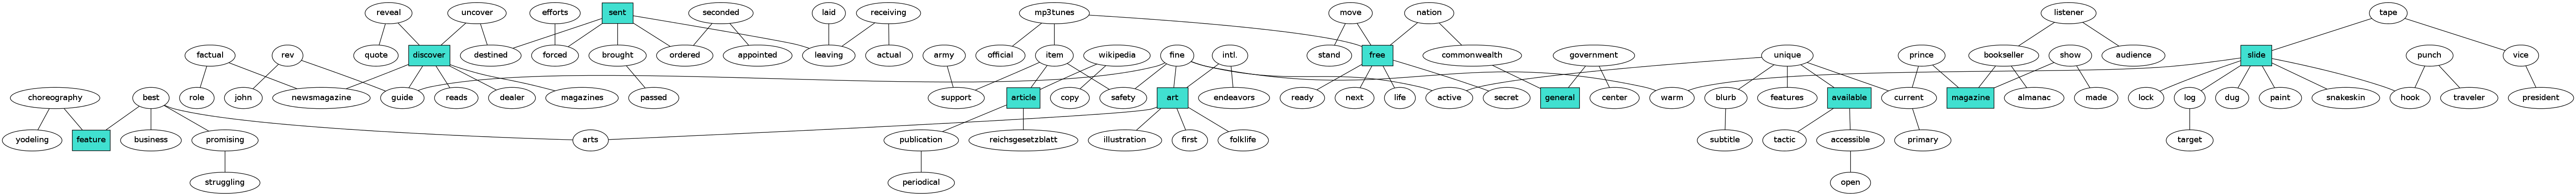 reveal uncover efforts sent seconded laid receiving mp3tunes move nation listener tape
factual rev quote discover destined forced brought ordered appointed leaving actual army official item wikipedia fine intl. stand free commonwealth government unique prince bookseller show audience slide punch vice
choreography best role john newsmagazine guide reads dealer magazines passed support article copy safety art endeavors ready next life active secret general center warm blurb features available current magazine almanac made lock log dug paint snakeskin hook traveler president
yodeling feature business promising arts publication reichsgesetzblatt illustration first folklife subtitle tactic accessible primary target
struggling periodical open